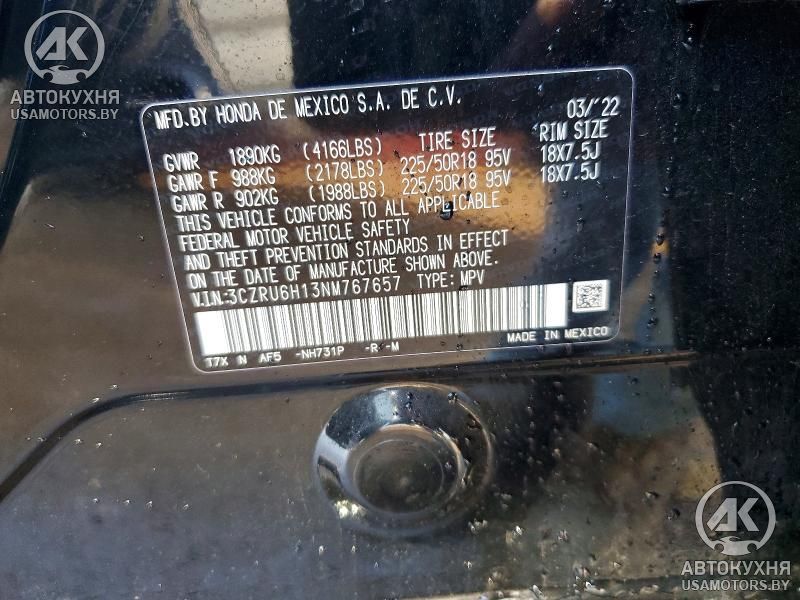 AK
АВТОКУХНЯ
USAMOTORS.BY
MFD.BY HONDA DE MEXICO S.A. DE C.V. 03/'22
GVWR 1890KG (4166LBS) TIRE SIZE RIM SIZE
GAWR F 988KG (2178LBS) 225/50R18 95V 18X7.5J
GAWR R 902KG (1988LBS) 225/50R18 95V 18X7.5J
THIS VEHICLE CONFORMS TO ALL APPLICABLE
FEDERAL MOTOR VEHICLE SAFETY
AND THEFT PREVENTION STANDARDS IN EFFECT
ON THE DATE OF MANUFACTURE SHOWN ABOVE.
V.I.N:3CZRU6H13NM767657 TYPE: MPV
T7X N AF5 -NH731P -R -M MADE IN MEXICO
AK
АВТОКУХНЯ
USAMOTORS.BY